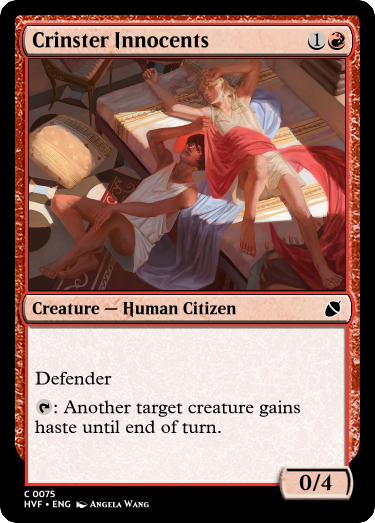 Crinster Innocents 1
Creature — Human Citizen
Defender
: Another target creature gains
haste until end of turn.
0/4
C 0075
HVF • ENG Angela Wang